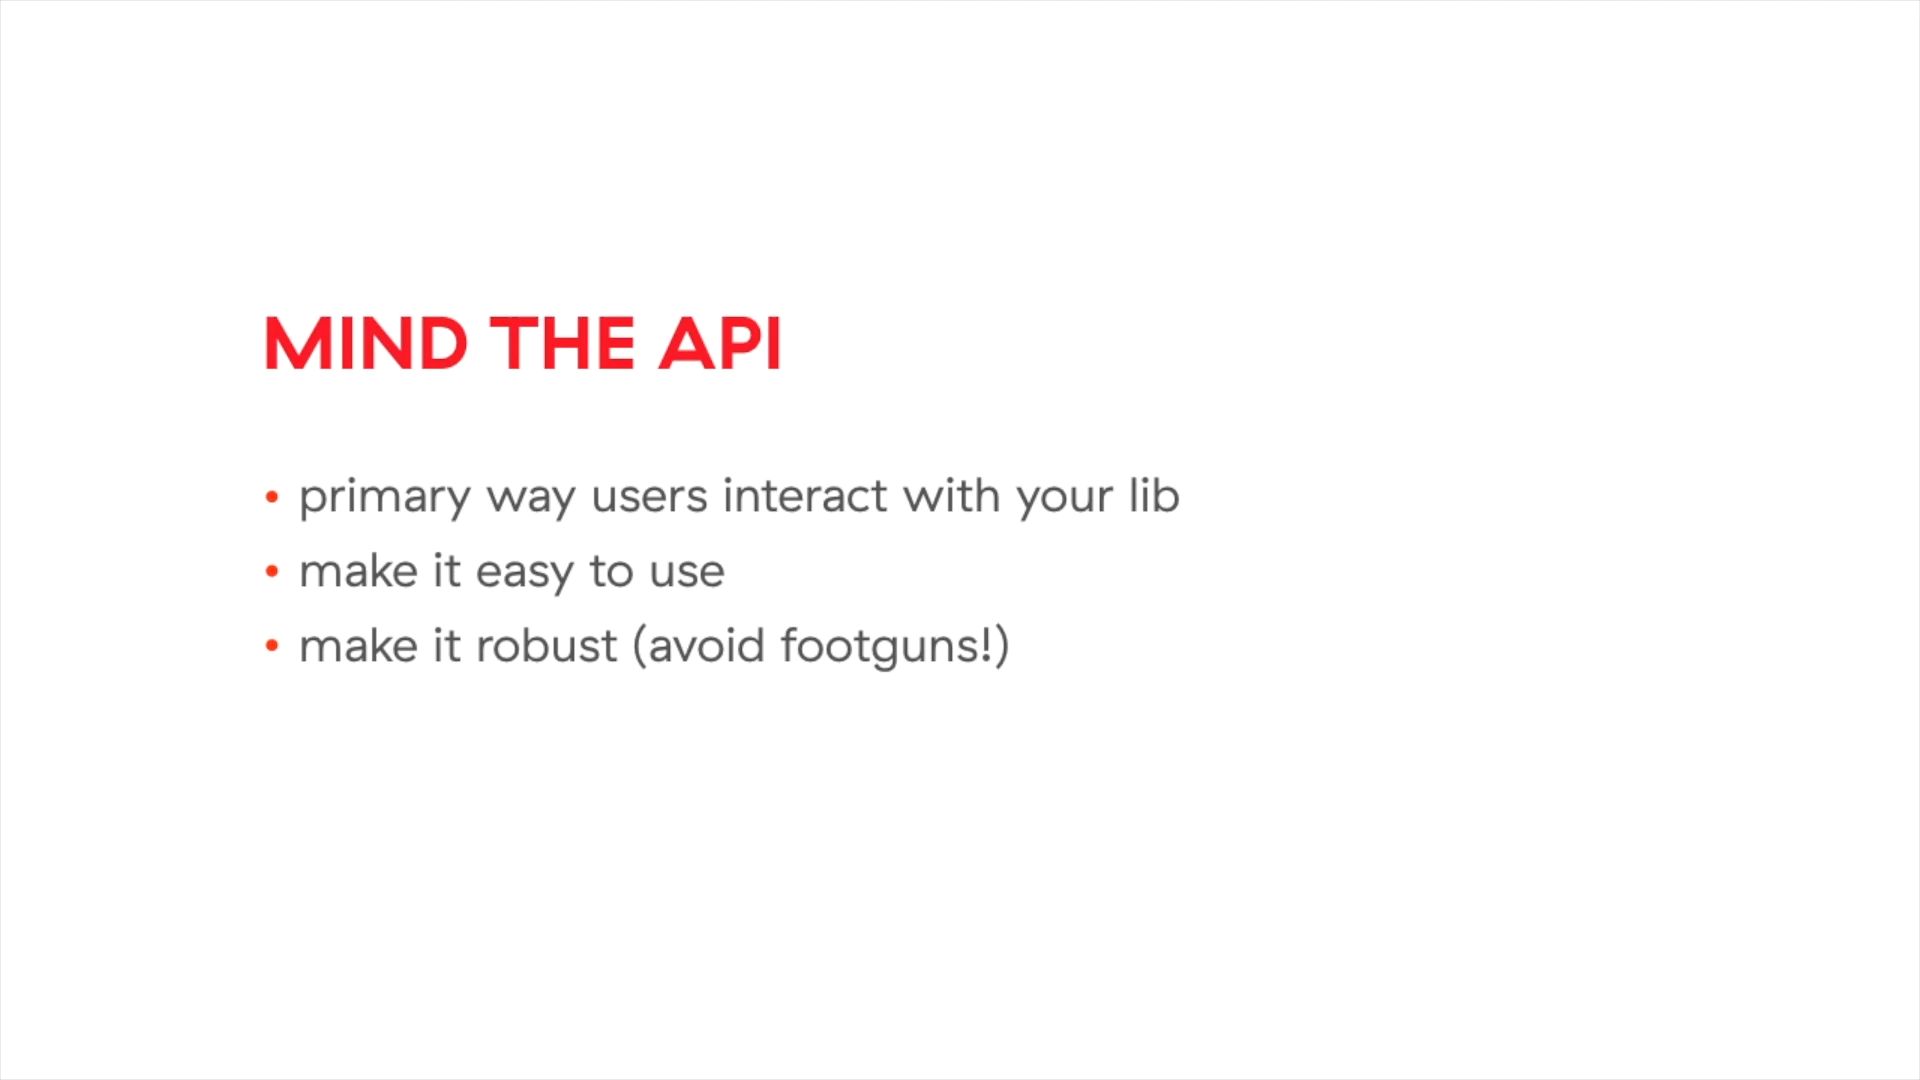 MIND THE API
• primary way users interact with your lib
• make it easy to use
• make it robust (avoid footguns!)